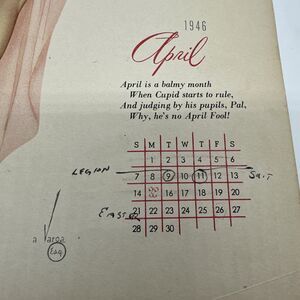 1946
April
April is a balmy month
When Cupid starts to rule,
And judging by his pupils, Pal,
Why, he's no April Fool!
S M T W T F S
1 2 3 4 5 6
LEGION
7 8 9 10 11 12 13
14 16 17 18 19 20
EASTER
21 22 23 24 25 26 27
28 29 30
a Varga
Esq